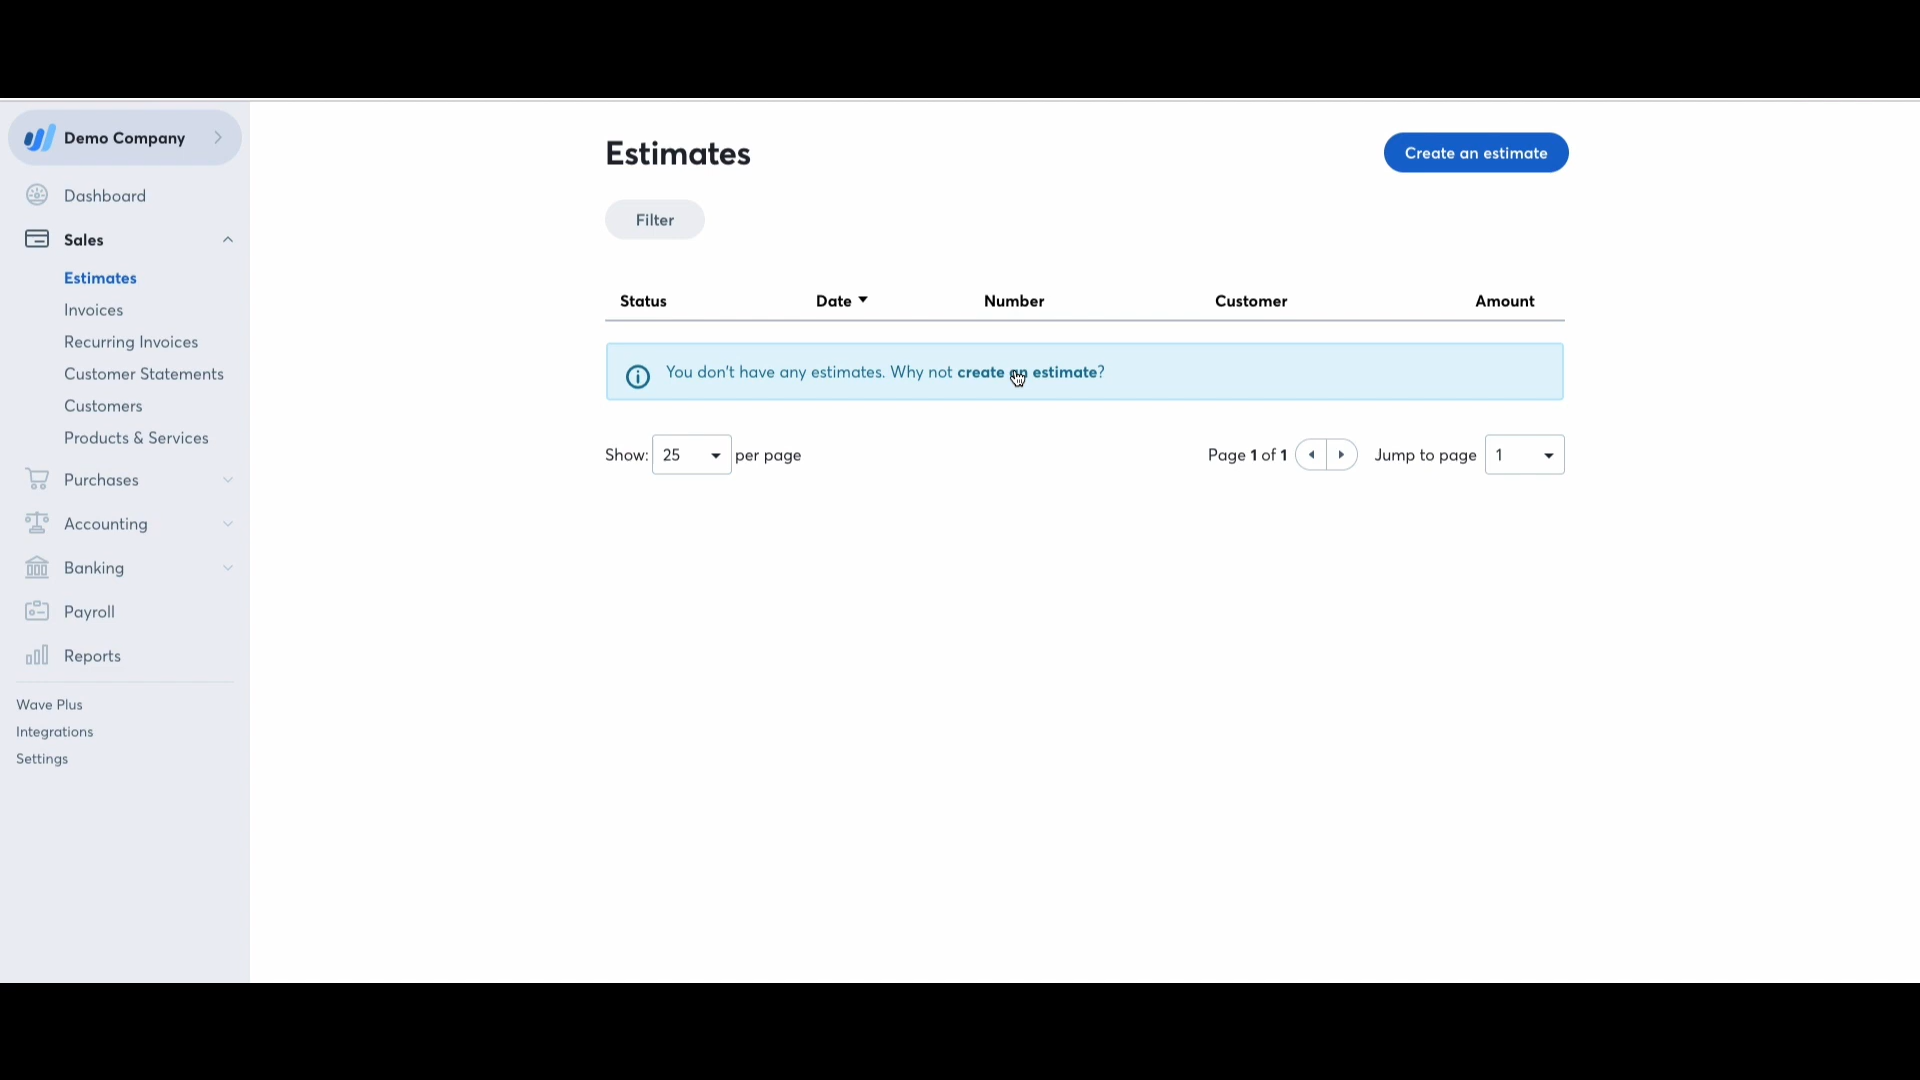 Demo Company
Dashboard
Sales
Estimates
Invoices
Recurring Invoices
Customer Statements
Customers
Products & Services
Purchases
Accounting
Banking
Payroll
Reports
Wave Plus
Integrations
Settings
Estimates
Create an estimate
Filter
Status Date Number Customer Amount
You don't have any estimates. Why not create an estimate?
Show: 25 per page
Page 1 of 1 Jump to page 1